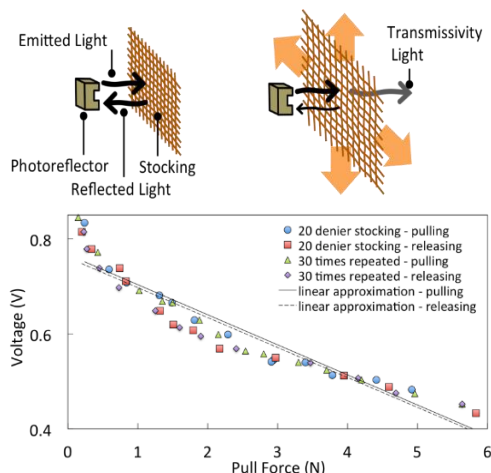 Emitted Light
Transmissivity
Light
Photoreflector
Stocking
Reflected Light
20 denier stocking - pulling
20 denier stocking - releasing
30 times repeated - pulling
30 times repeated - releasing
linear approximation - pulling
linear approximation - releasing
Voltage (V)
0.8
0.6
0.4
0 1 2 3 4 5 6
Pull Force (N)